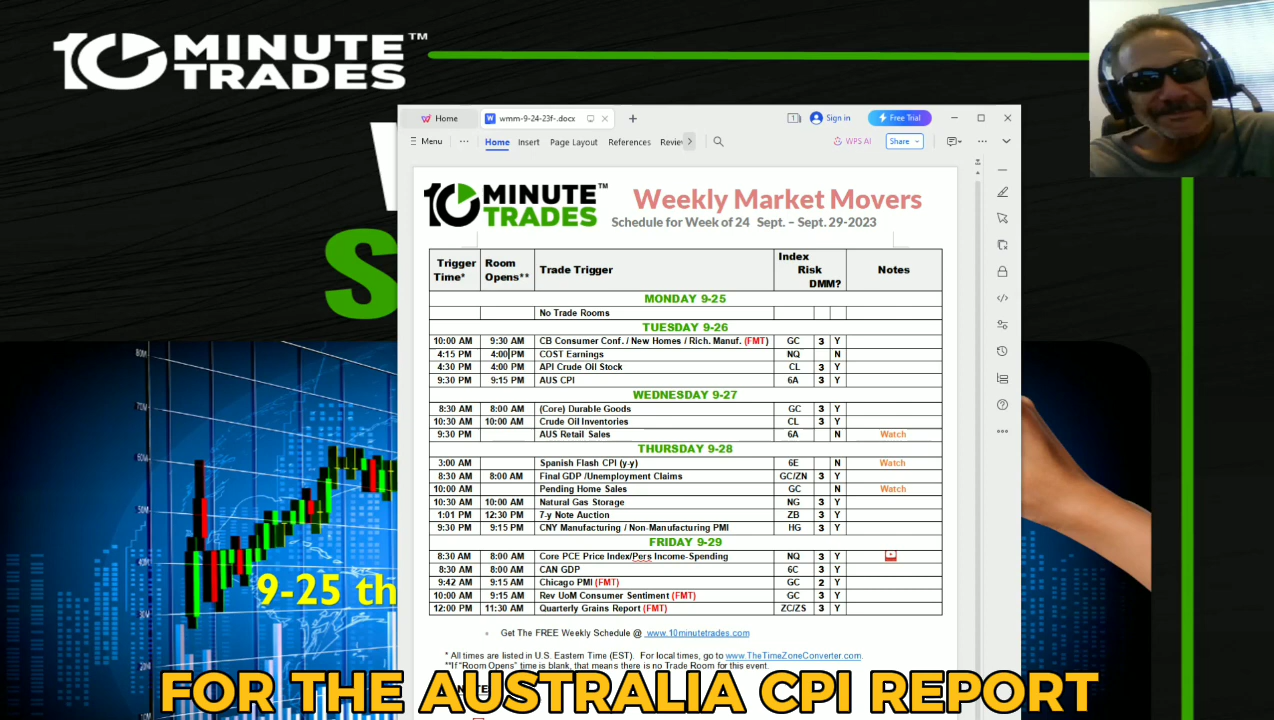 10 MINUTE TRADES™
W
S
9-25 th
Home
wmm-9-24-23f-.docx
Sign in
Free Trial
Menu
Home Insert Page Layout References Revie
WPS AI
Share
10 MINUTE TRADES™
Weekly Market Movers
Schedule for Week of 24 Sept. – Sept. 29-2023
Trigger Time* Room Opens** Trade Trigger Index Risk DMM? Notes
MONDAY 9-25
No Trade Rooms
TUESDAY 9-26
10:00 AM 9:30 AM CB Consumer Conf. / New Homes / Rich. Manuf. (FMT) GC 3 Y
4:15 PM 4:00 PM COST Earnings NQ N
4:30 PM 4:00 PM API Crude Oil Stock CL 3 Y
9:30 PM 9:15 PM AUS CPI 6A 3 Y
WEDNESDAY 9-27
8:30 AM 8:00 AM (Core) Durable Goods GC 3 Y
10:30 AM 10:00 AM Crude Oil Inventories CL 3 Y
9:30 PM AUS Retail Sales 6A N Watch
THURSDAY 9-28
3:00 AM Spanish Flash CPI (y-y) 6E N Watch
8:30 AM 8:00 AM Final GDP /Unemployment Claims GC/ZN 3 Y
10:00 AM Pending Home Sales GC N Watch
10:30 AM 10:00 AM Natural Gas Storage NG 3 Y
1:01 PM 12:30 PM 7-y Note Auction ZB 3 Y
9:30 PM 9:15 PM CNY Manufacturing / Non-Manufacturing PMI HG 3 Y
FRIDAY 9-29
8:30 AM 8:00 AM Core PCE Price Index/Pers Income-Spending NQ 3 Y
8:30 AM 8:00 AM CAN GDP 6C 3 Y
9:42 AM 9:15 AM Chicago PMI (FMT) GC 2 Y
10:00 AM 9:15 AM Rev UoM Consumer Sentiment (FMT) GC 3 Y
12:00 PM 11:30 AM Quarterly Grains Report (FMT) ZC/ZS 3 Y
Get The FREE Weekly Schedule @ www.10minutetrades.com
* All times are listed in U.S. Eastern Time (EST). For local times, go to www.TheTimeZoneConverter.com.
**If "Room Opens" time is blank, that means there is no Trade Room for this event.
FOR THE AUSTRALIA CPI REPORT